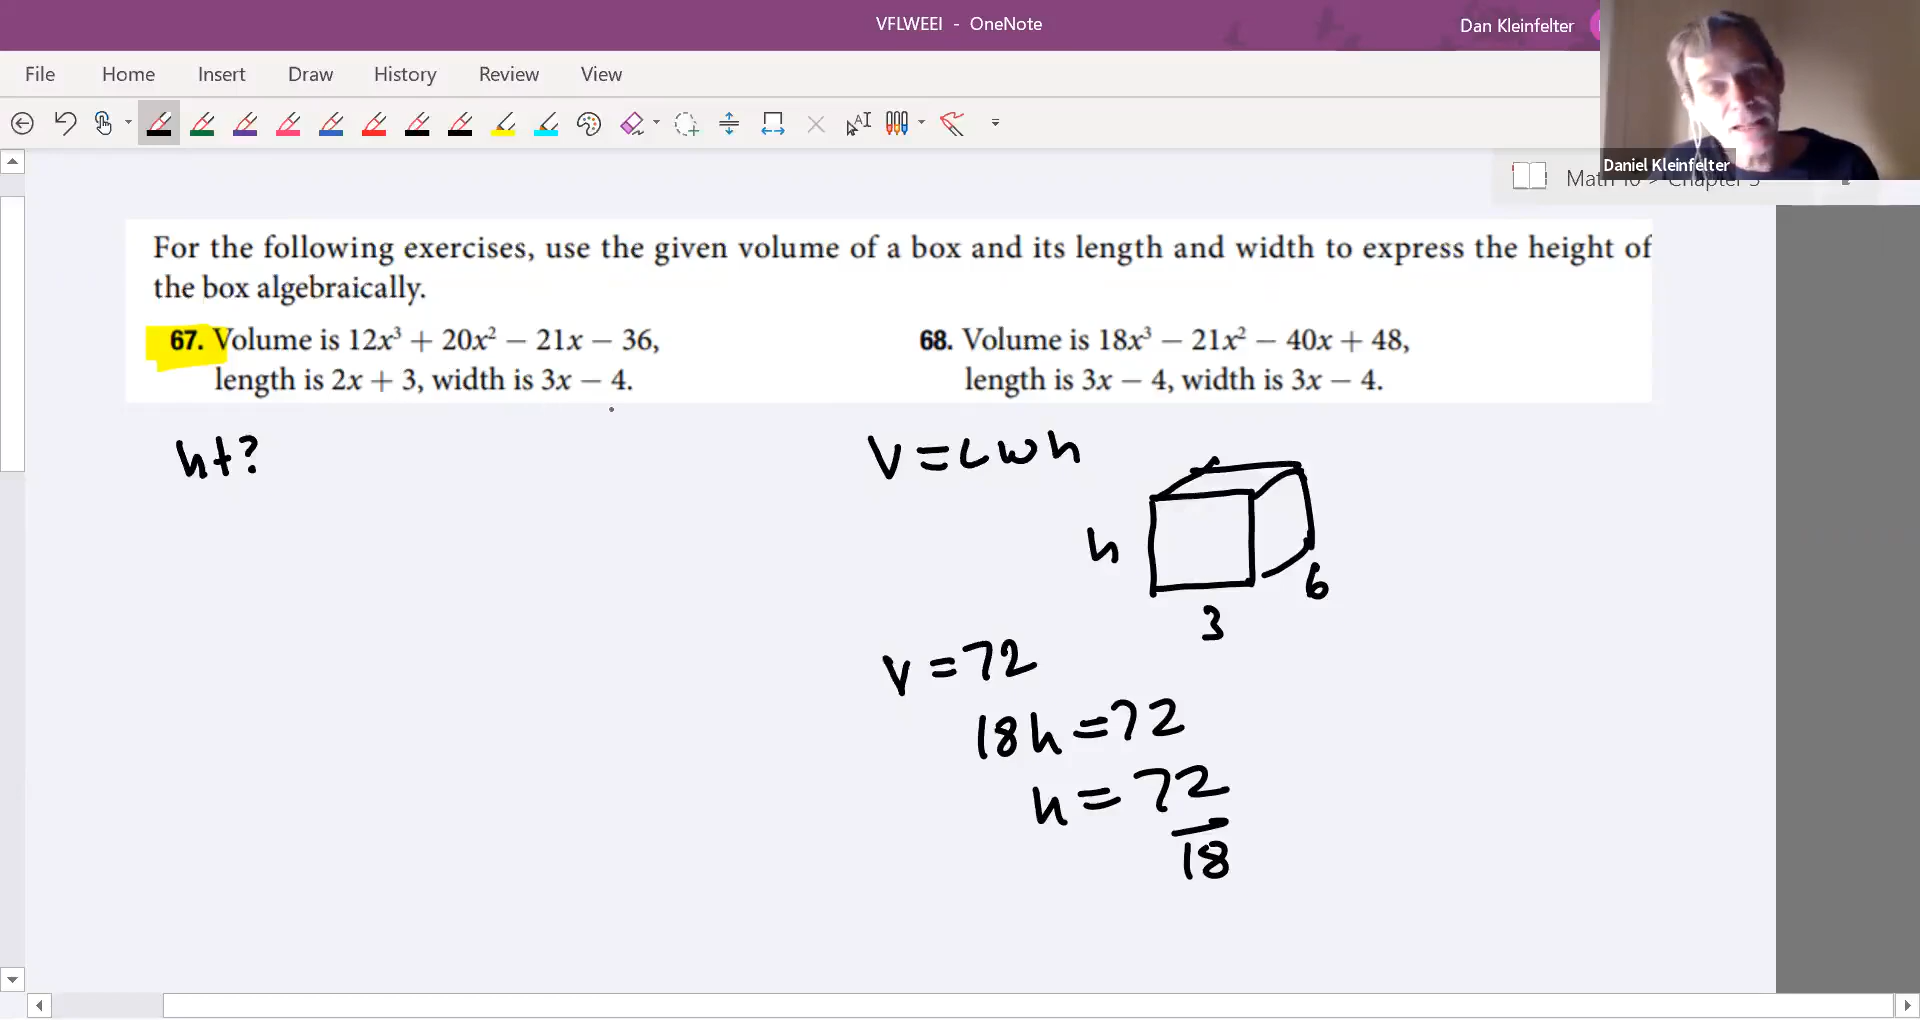 VFLWEEI - OneNote
Dan Kleinfelter
File Home Insert Draw History Review View
Daniel Kleinfelter
For the following exercises, use the given volume of a box and its length and width to express the height of
the box algebraically.
67. Volume is 12x³ + 20x² − 21x − 36,
length is 2x + 3, width is 3x − 4.
68. Volume is 18x³ − 21x² − 40x + 48,
length is 3x − 4, width is 3x − 4.
ht?
V = L W h
h
6
3
V = 72
18h = 72
h = 72
18